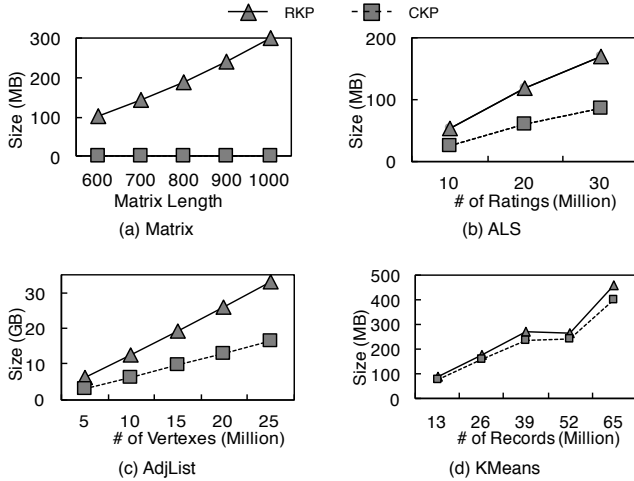 RKP CKP
Size (MB)
300
200
100
0
600 700 800 900 1000
Matrix Length
(a) Matrix
Size (MB)
200
100
0
10 20 30
# of Ratings (Million)
(b) ALS
Size (GB)
30
20
10
0
5 10 15 20 25
# of Vertexes (Million)
(c) AdjList
Size (MB)
500
400
300
200
100
0
13 26 39 52 65
# of Records (Million)
(d) KMeans